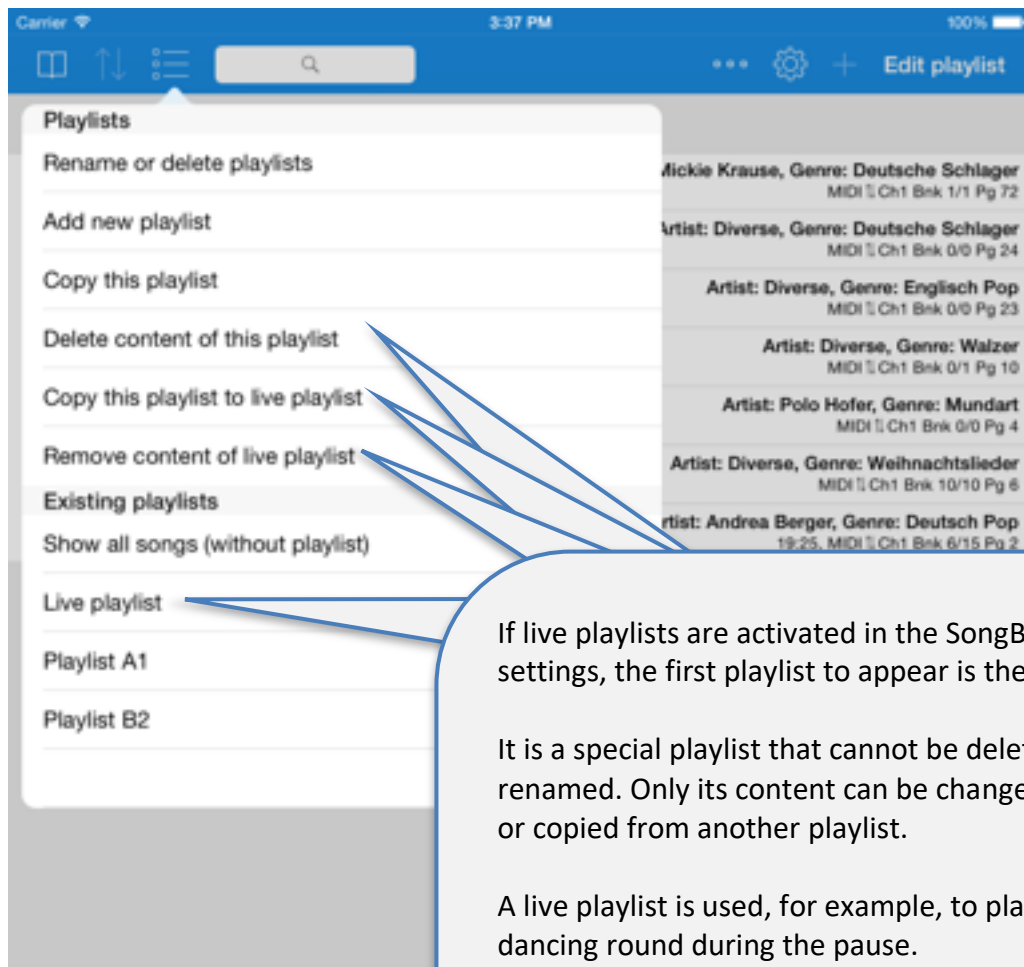 Carrier 3:37 PM 100%
Edit playlist
Playlists
Rename or delete playlists
Add new playlist
Copy this playlist
Delete content of this playlist
Copy this playlist to live playlist
Remove content of live playlist
Existing playlists
Show all songs (without playlist)
Live playlist
Playlist A1
Playlist B2
Mickie Krause, Genre: Deutsche Schlager
MIDI Ch1 Bnk 1/1 Pg 72
Artist: Diverse, Genre: Deutsche Schlager
MIDI Ch1 Bnk 0/0 Pg 24
Artist: Diverse, Genre: Englisch Pop
MIDI Ch1 Bnk 0/0 Pg 23
Artist: Diverse, Genre: Walzer
MIDI Ch1 Bnk 0/1 Pg 10
Artist: Polo Hofer, Genre: Mundart
MIDI Ch1 Bnk 0/0 Pg 4
Artist: Diverse, Genre: Weihnachtslieder
MIDI Ch1 Bnk 10/10 Pg 6
rtist: Andrea Berger, Genre: Deutsch Pop
19:25, MIDI Ch1 Bnk 6/15 Pg 2
If live playlists are activated in the SongB
settings, the first playlist to appear is the
It is a special playlist that cannot be delet
renamed. Only its content can be change
or copied from another playlist.
A live playlist is used, for example, to pla
dancing round during the pause.